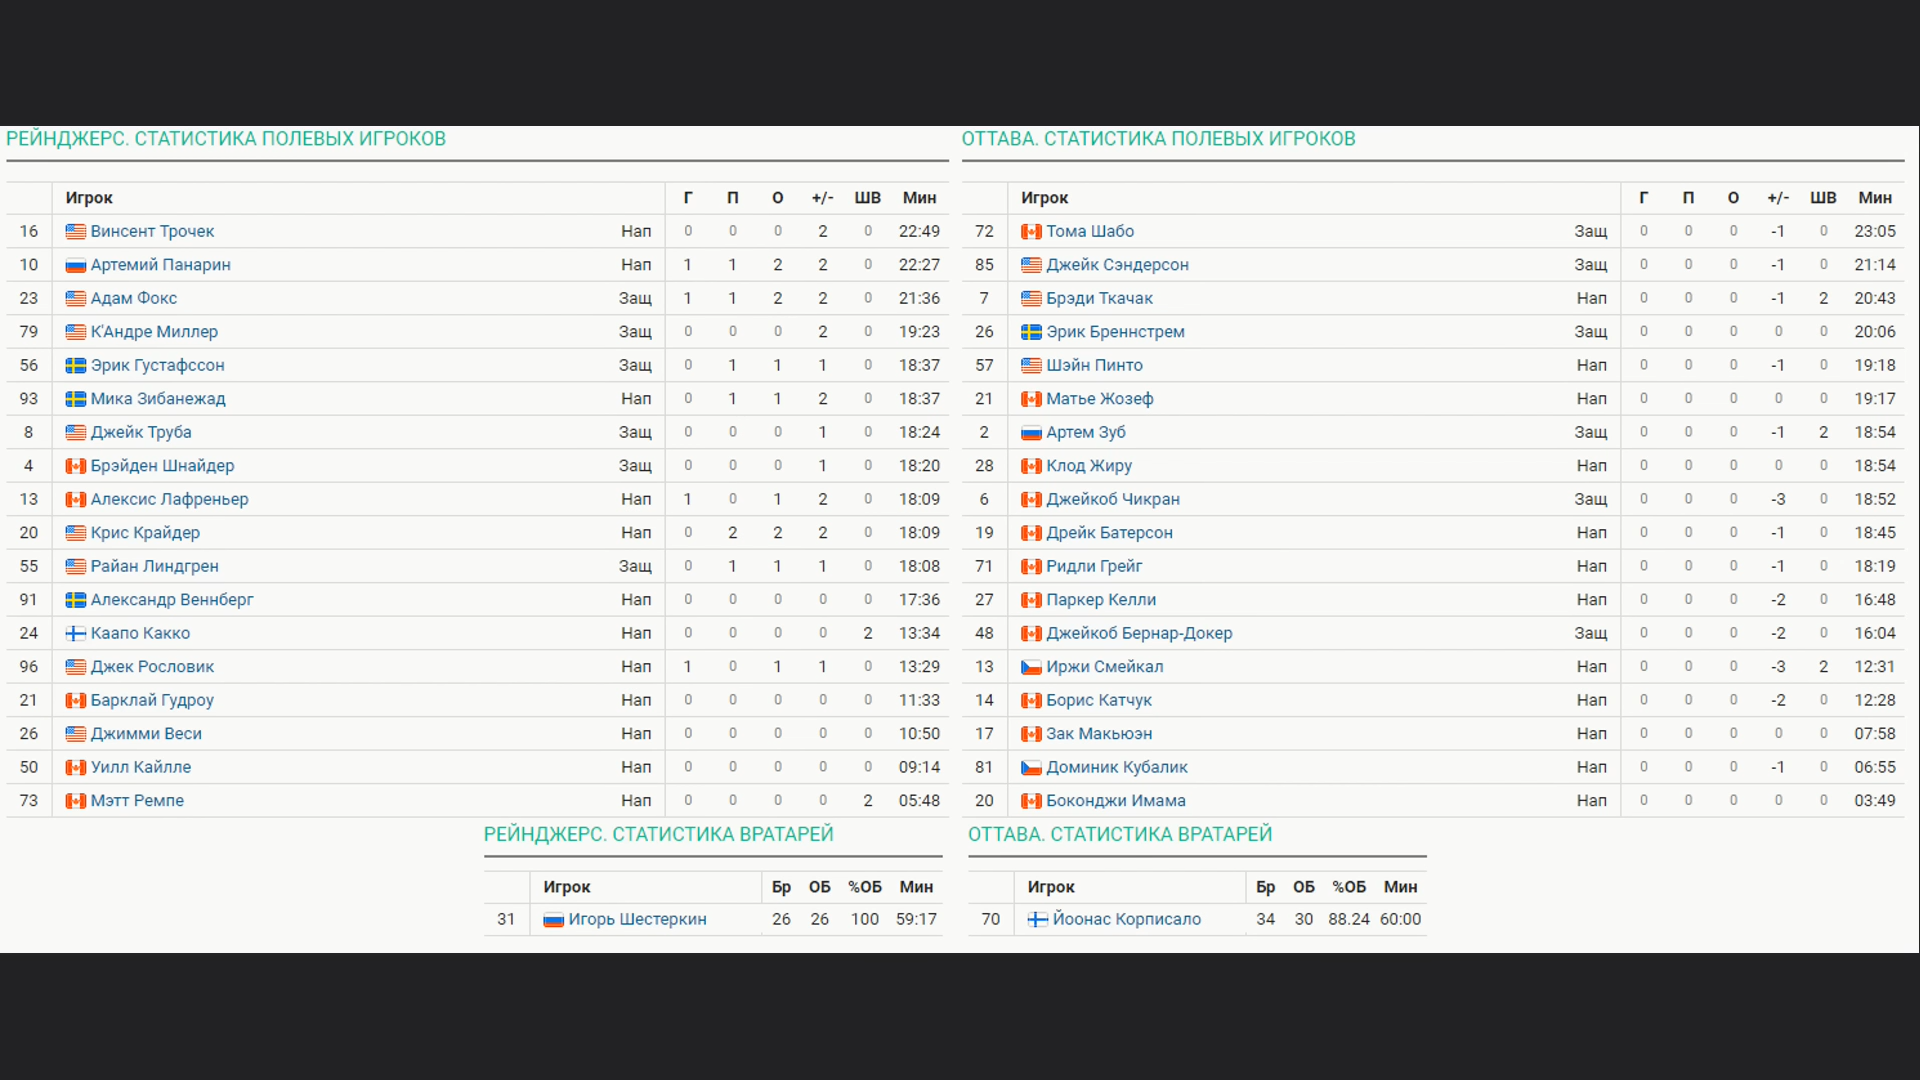 РЕЙНДЖЕРС. СТАТИСТИКА ПОЛЕВЫХ ИГРОКОВ
Игрок Г П О +/- ШВ Мин
16 Винсент Трочек Нап 0 0 0 2 0 22:49
10 Артемий Панарин Нап 1 1 2 2 0 22:27
23 Адам Фокс Защ 1 1 2 2 0 21:36
79 К'Андре Миллер Защ 0 0 0 2 0 19:23
56 Эрик Густафссон Защ 0 1 1 1 0 18:37
93 Мика Зибанежад Нап 0 1 1 2 0 18:37
8 Джейк Труба Защ 0 0 0 1 0 18:24
4 Брэйден Шнайдер Защ 0 0 0 1 0 18:20
13 Алексис Лафреньер Нап 1 0 1 2 0 18:09
20 Крис Крайдер Нап 0 2 2 2 0 18:09
55 Райан Линдгрен Защ 0 1 1 1 0 18:08
91 Александр Веннберг Нап 0 0 0 0 0 17:36
24 Каапо Какко Нап 0 0 0 0 2 13:34
96 Джек Рословик Нап 1 0 1 1 0 13:29
21 Барклай Гудроу Нап 0 0 0 0 0 11:33
26 Джимми Веси Нап 0 0 0 0 0 10:50
50 Уилл Кайлле Нап 0 0 0 0 0 09:14
73 Мэтт Ремпе Нап 0 0 0 0 2 05:48
ОТТАВА. СТАТИСТИКА ПОЛЕВЫХ ИГРОКОВ
Игрок Г П О +/- ШВ Мин
72 Тома Шабо Защ 0 0 0 -1 0 23:05
85 Джейк Сэндерсон Защ 0 0 0 -1 0 21:14
7 Брэди Ткачак Нап 0 0 0 -1 2 20:43
26 Эрик Бреннстрем Защ 0 0 0 0 0 20:06
57 Шэйн Пинто Нап 0 0 0 -1 0 19:18
21 Матье Жозеф Нап 0 0 0 0 0 19:17
2 Артем Зуб Защ 0 0 0 -1 2 18:54
28 Клод Жиру Нап 0 0 0 0 0 18:54
6 Джейкоб Чикран Защ 0 0 0 -3 0 18:52
19 Дрейк Батерсон Нап 0 0 0 -1 0 18:45
71 Ридли Грейг Нап 0 0 0 -1 0 18:19
27 Паркер Келли Нап 0 0 0 -2 0 16:48
48 Джейкоб Бернар-Докер Защ 0 0 0 -2 0 16:04
13 Иржи Смейкал Нап 0 0 0 -3 2 12:31
14 Борис Катчук Нап 0 0 0 -2 0 12:28
17 Зак Макьюэн Нап 0 0 0 0 0 07:58
81 Доминик Кубалик Нап 0 0 0 -1 0 06:55
20 Боконджи Имама Нап 0 0 0 0 0 03:49
РЕЙНДЖЕРС. СТАТИСТИКА ВРАТАРЕЙ
Игрок Бр ОБ %ОБ Мин
31 Игорь Шестеркин 26 26 100 59:17
ОТТАВА. СТАТИСТИКА ВРАТАРЕЙ
Игрок Бр ОБ %ОБ Мин
70 Йоонас Корписало 34 30 88.24 60:00